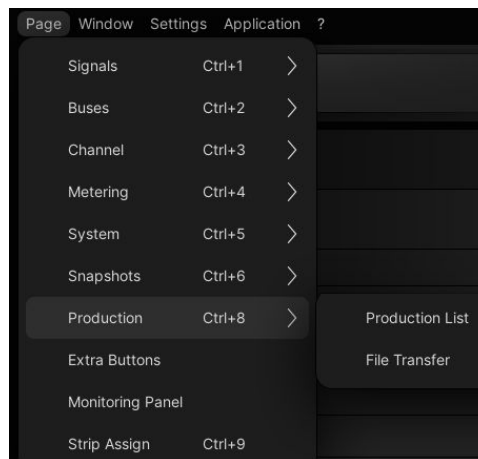 Page Window Settings Application ?
Signals Ctrl+1
Buses Ctrl+2
Channel Ctrl+3
Metering Ctrl+4
System Ctrl+5
Snapshots Ctrl+6
Production Ctrl+8 Production List
Extra Buttons File Transfer
Monitoring Panel
Strip Assign Ctrl+9